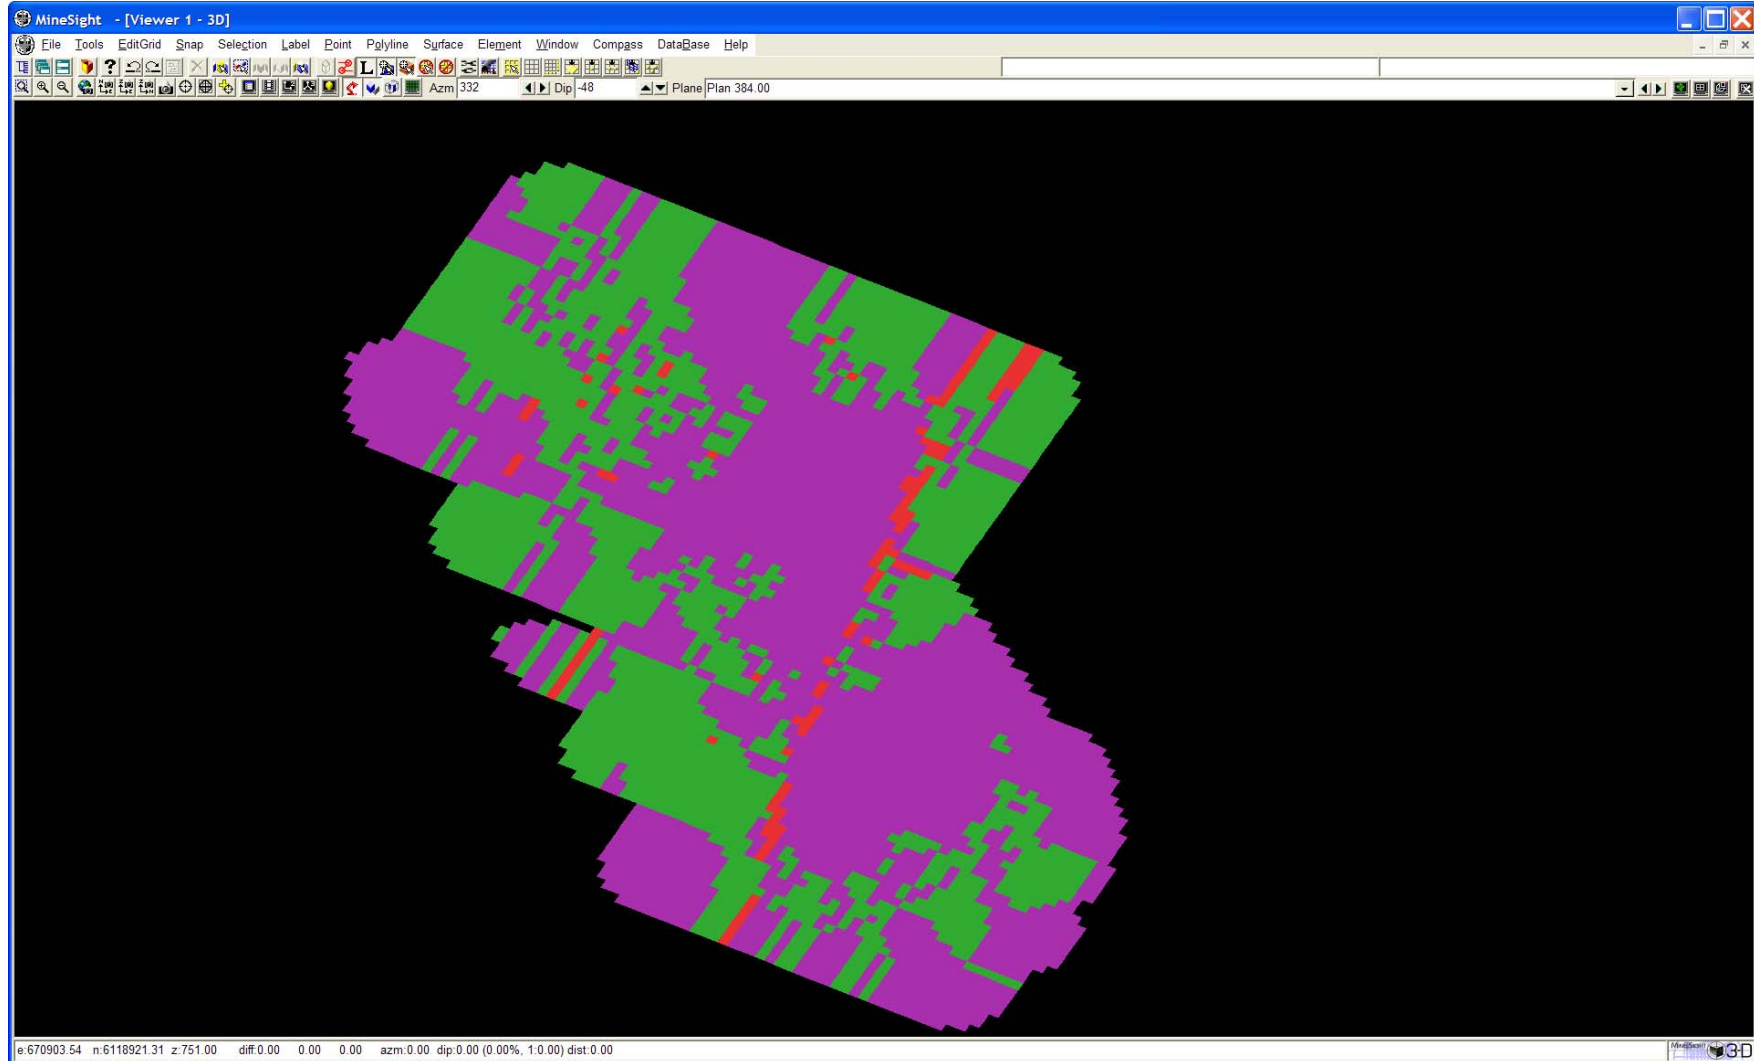 MineSight - [Viewer 1 - 3D]
File Tools EditGrid Snap Selection Label Point Polyline Surface Element Window Compass DataBase Help
Azm 332 Dip -48 Plane Plan 384.00
e:670903.54 n:6118921.31 z:751.00 diff:0.00 0.00 0.00 azm:0.00 dip:0.00 (0.00%, 1:0.00) dist:0.00 MineSight 3-D